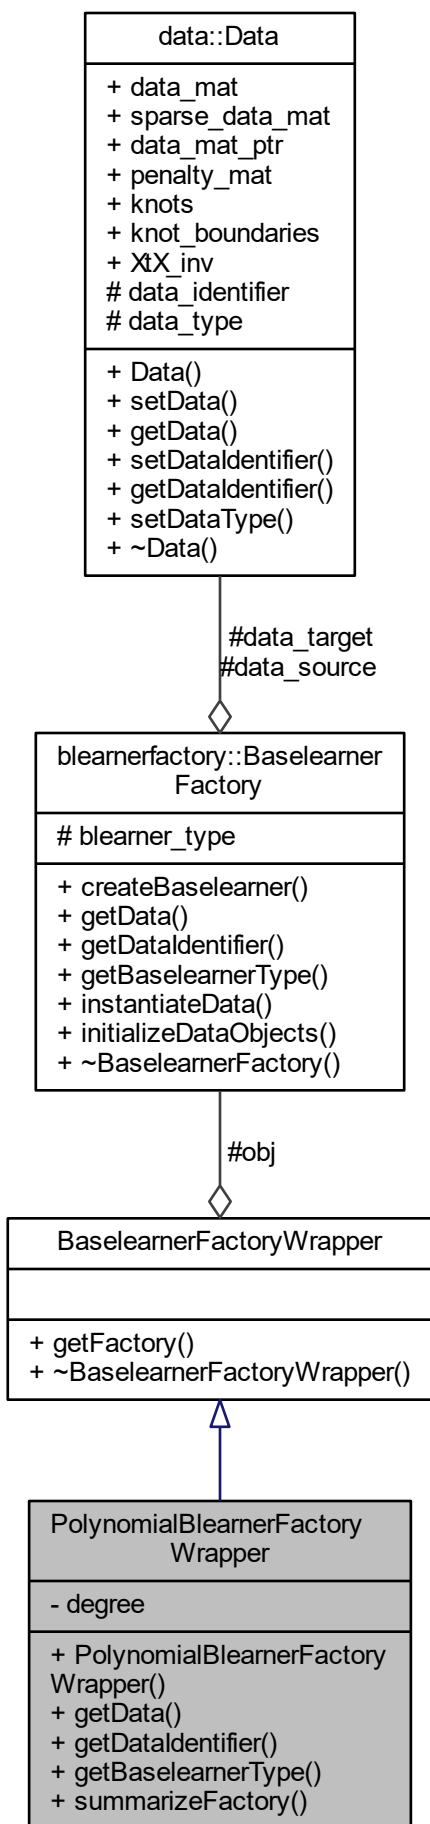 data::Data
+ data_mat
+ sparse_data_mat
+ data_mat_ptr
+ penalty_mat
+ knots
+ knot_boundaries
+ XtX_inv
# data_identifier
# data_type
+ Data()
+ setData()
+ getData()
+ setDataIdentifier()
+ getDataIdentifier()
+ setDataType()
+ ~Data()
#data_target
#data_source
blearnerfactory::Baselearner
Factory
# blearner_type
+ createBaselearner()
+ getData()
+ getDataIdentifier()
+ getBaselearnerType()
+ instantiateData()
+ initializeDataObjects()
+ ~BaselearnerFactory()
#obj
BaselearnerFactoryWrapper
+ getFactory()
+ ~BaselearnerFactoryWrapper()
PolynomialBlearnerFactory
Wrapper
- degree
+ PolynomialBlearnerFactory
Wrapper()
+ getData()
+ getDataIdentifier()
+ getBaselearnerType()
+ summarizeFactory()